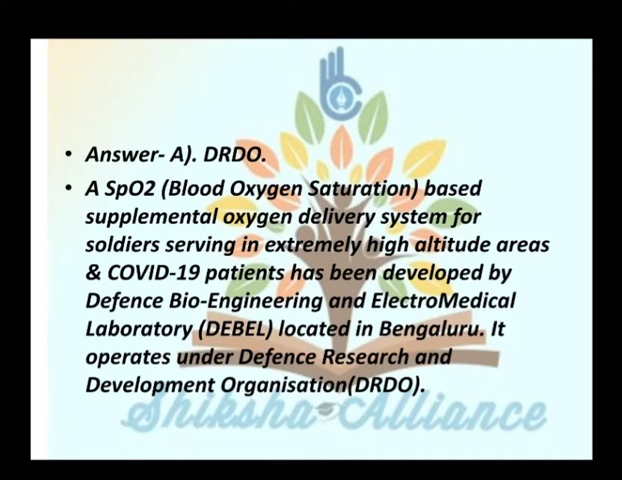 • Answer- A). DRDO.
• A SpO2 (Blood Oxygen Saturation) based
supplemental oxygen delivery system for
soldiers serving in extremely high altitude areas
& COVID-19 patients has been developed by
Defence Bio-Engineering and ElectroMedical
Laboratory (DEBEL) located in Bengaluru. It
operates under Defence Research and
Development Organisation(DRDO).
Shiksha Alliance